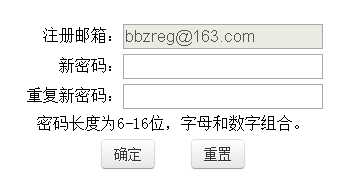 注册邮箱：bbzreg@163.com
新密码：
重复新密码：
密码长度为6-16位，字母和数字组合。
确定 重置